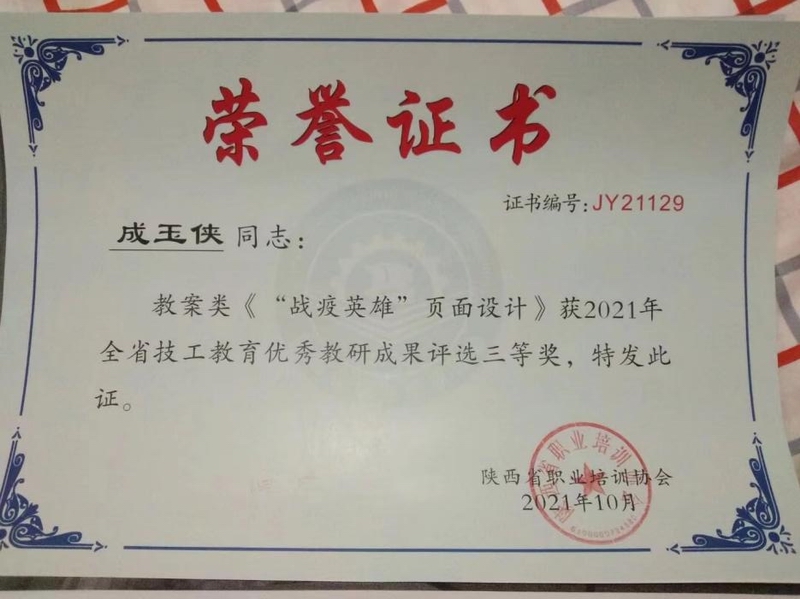 荣誉证书
证书编号:JY21129
成玉侠 同志:
教案类《“战疫英雄”页面设计》获2021年
全省技工教育优秀教研成果评选三等奖,特发此
证。
陕西省职业培训协会
2021年10月